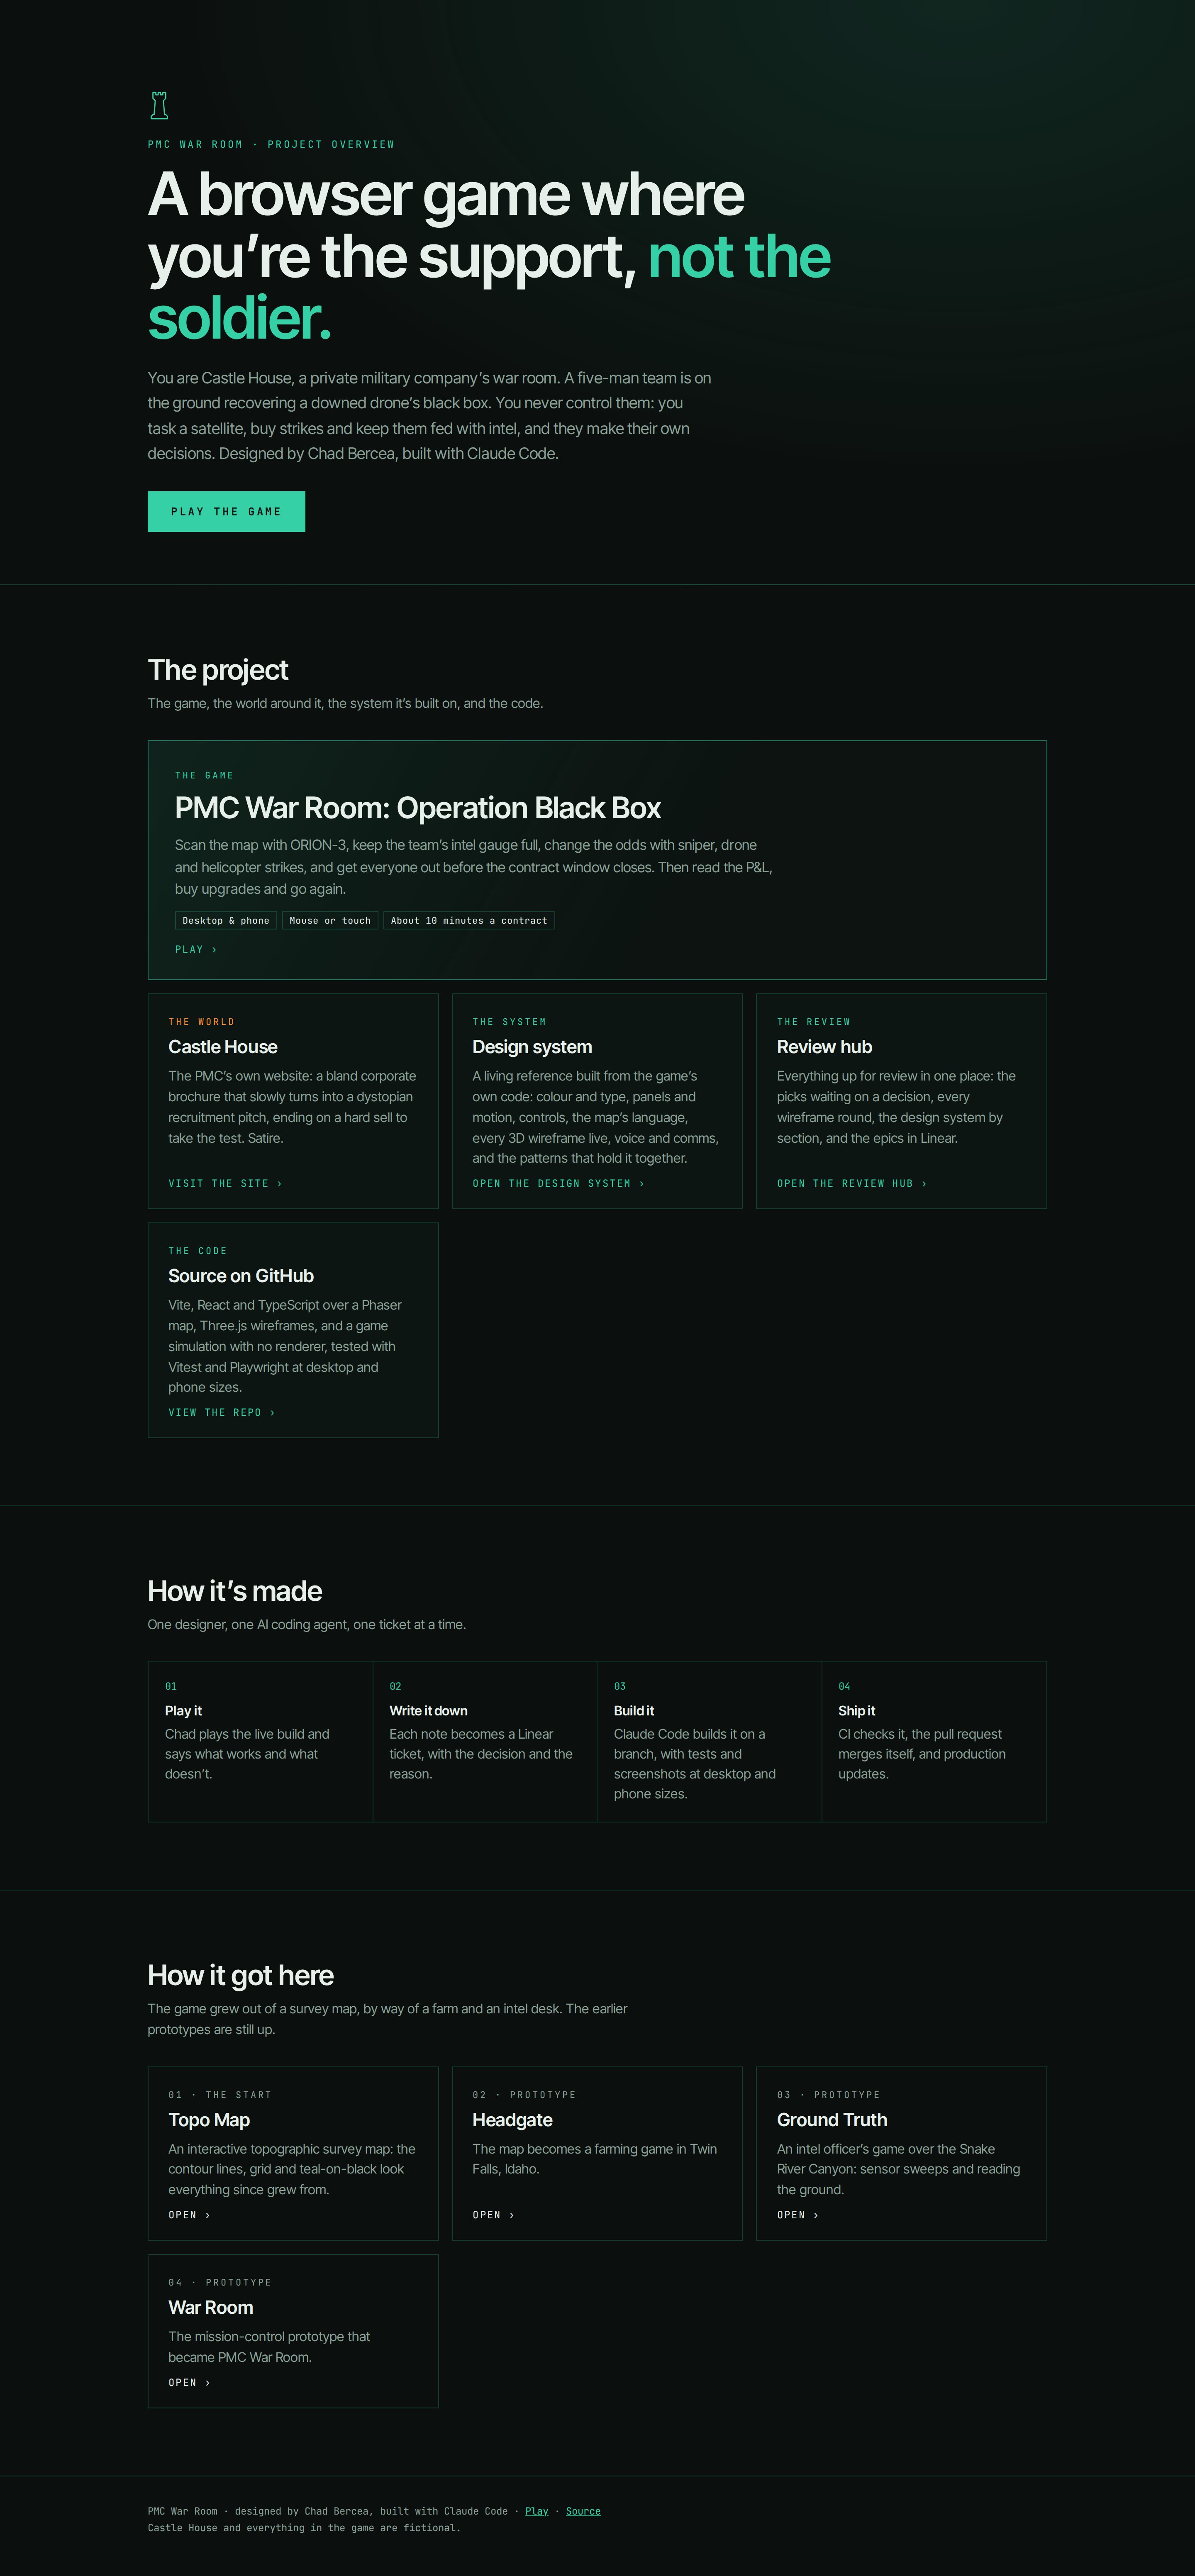 PMC WAR ROOM · PROJECT OVERVIEW
A browser game where
you’re the support, not the
soldier.
You are Castle House, a private military company’s war room. A five-man team is on
the ground recovering a downed drone’s black box. You never control them: you
task a satellite, buy strikes and keep them fed with intel, and they make their own
decisions. Designed by Chad Bercea, built with Claude Code.
PLAY THE GAME
The project
The game, the world around it, the system it’s built on, and the code.
THE GAME
PMC War Room: Operation Black Box
Scan the map with ORION-3, keep the team’s intel gauge full, change the odds with sniper, drone
and helicopter strikes, and get everyone out before the contract window closes. Then read the P&L,
buy upgrades and go again.
Desktop & phone
Mouse or touch
About 10 minutes a contract
PLAY ›
THE WORLD
Castle House
The PMC’s own website: a bland corporate
brochure that slowly turns into a dystopian
recruitment pitch, ending on a hard sell to
take the test. Satire.
VISIT THE SITE ›
THE SYSTEM
Design system
A living reference built from the game’s
own code: colour and type, panels and
motion, controls, the map’s language,
every 3D wireframe live, voice and comms,
and the patterns that hold it together.
OPEN THE DESIGN SYSTEM ›
THE REVIEW
Review hub
Everything up for review in one place: the
picks waiting on a decision, every
wireframe round, the design system by
section, and the epics in Linear.
OPEN THE REVIEW HUB ›
THE CODE
Source on GitHub
Vite, React and TypeScript over a Phaser
map, Three.js wireframes, and a game
simulation with no renderer, tested with
Vitest and Playwright at desktop and
phone sizes.
VIEW THE REPO ›
How it’s made
One designer, one AI coding agent, one ticket at a time.
01
Play it
Chad plays the live build and
says what works and what
doesn’t.
02
Write it down
Each note becomes a Linear
ticket, with the decision and the
reason.
03
Build it
Claude Code builds it on a
branch, with tests and
screenshots at desktop and
phone sizes.
04
Ship it
CI checks it, the pull request
merges itself, and production
updates.
How it got here
The game grew out of a survey map, by way of a farm and an intel desk. The earlier
prototypes are still up.
01 · THE START
Topo Map
An interactive topographic survey map: the
contour lines, grid and teal-on-black look
everything since grew from.
OPEN ›
02 · PROTOTYPE
Headgate
The map becomes a farming game in Twin
Falls, Idaho.
OPEN ›
03 · PROTOTYPE
Ground Truth
An intel officer’s game over the Snake
River Canyon: sensor sweeps and reading
the ground.
OPEN ›
04 · PROTOTYPE
War Room
The mission-control prototype that
became PMC War Room.
OPEN ›
PMC War Room · designed by Chad Bercea, built with Claude Code · Play · Source
Castle House and everything in the game are fictional.